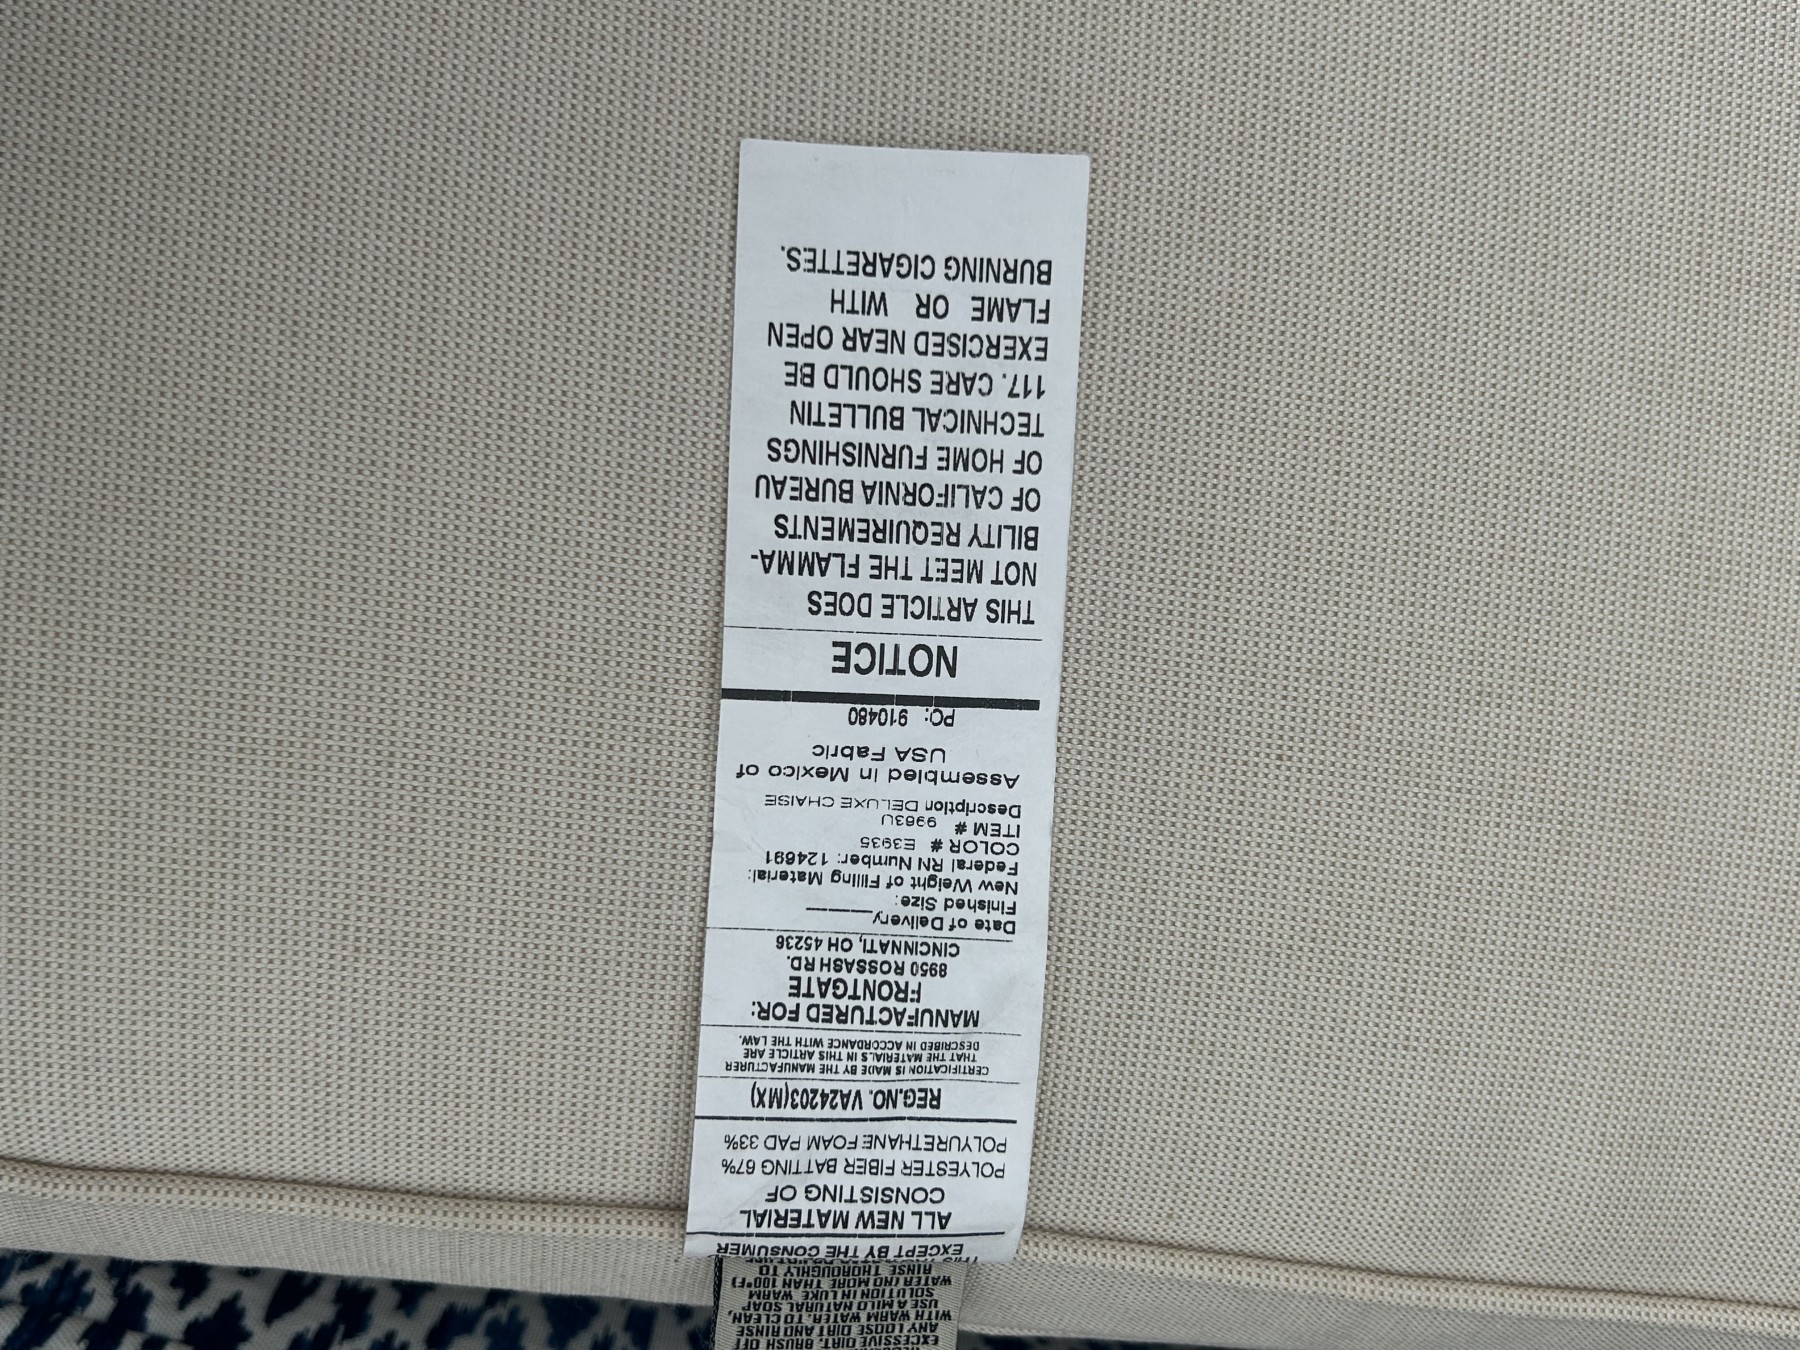 EXCESSIVE DIRT, BRUSH OFF
ANY LOOSE DIRT AND RINSE
WITH WARM WATER. TO CLEAN,
USE A MILD NATURAL SOAP
SOLUTION IN LUKE WARM
WATER (NO MORE THAN 100°F)
RINSE THOROUGHLY TO
EXCEPT BY THE CONSUMER
ALL NEW MATERIAL
CONSISTING OF
POLYESTER FIBER BATTING 67%
POLYURETHANE FOAM PAD 33%
REG.NO. VA24203(MX)
CERTIFICATION IS MADE BY THE MANUFACTURER
THAT THE MATERIALS IN THIS ARTICLE ARE
DESCRIBED IN ACCORDANCE WITH THE LAW.
MANUFACTURED FOR:
FRONTGATE
8950 ROSSASH RD.
CINCINNATI, OH 45236
Date of Delivery
Finished Size:
New Weight of Filling Material:
Federal RN Number: 124691
COLOR # E3935
ITEM # 9963U
Description DELUXE CHAISE
Assembled in Mexico of
USA Fabric
PC: 910480
NOTICE
THIS ARTICLE DOES
NOT MEET THE FLAMMA-
BILITY REQUIREMENTS
OF CALIFORNIA BUREAU
OF HOME FURNISHINGS
TECHNICAL BULLETIN
117. CARE SHOULD BE
EXERCISED NEAR OPEN
FLAME OR WITH
BURNING CIGARETTES.